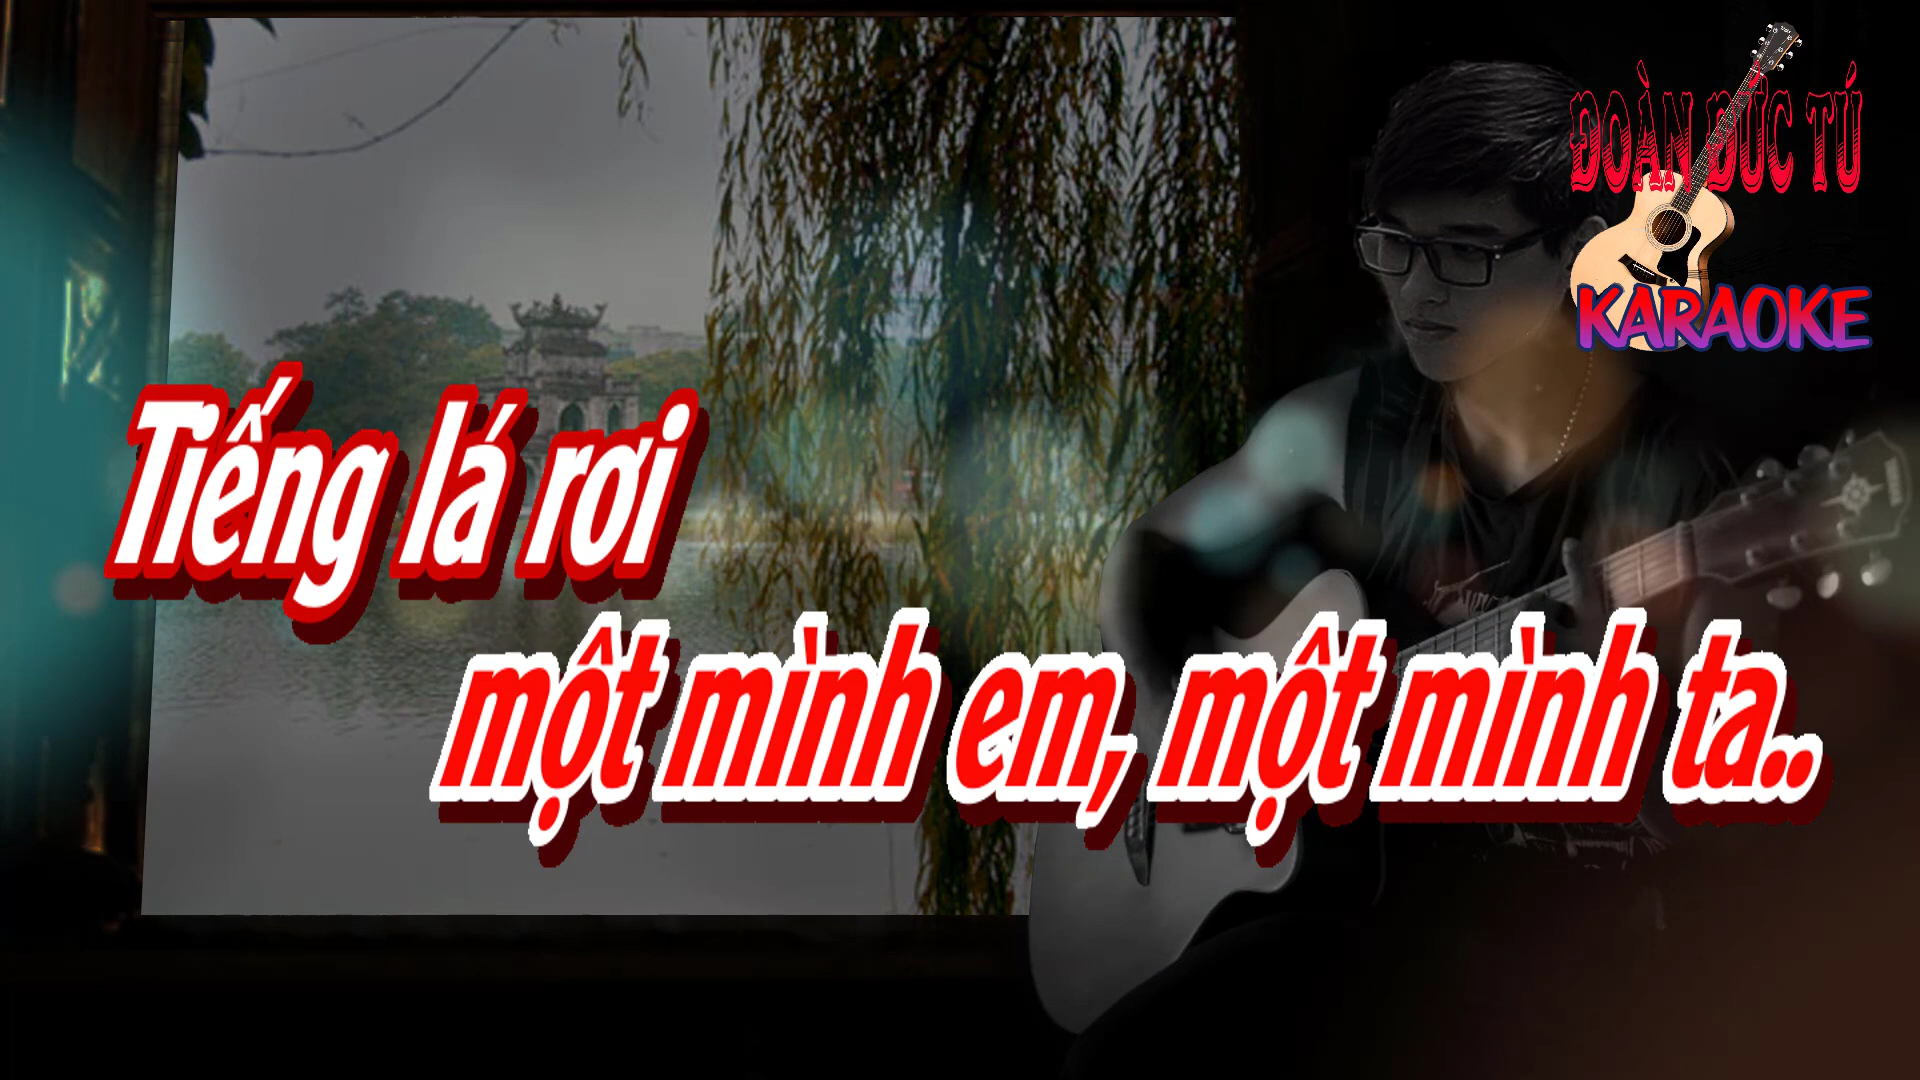 ĐOÀN ĐỨC TÚ
KARAOKE
Tiếng lá rơi
một mình em, một mình ta..